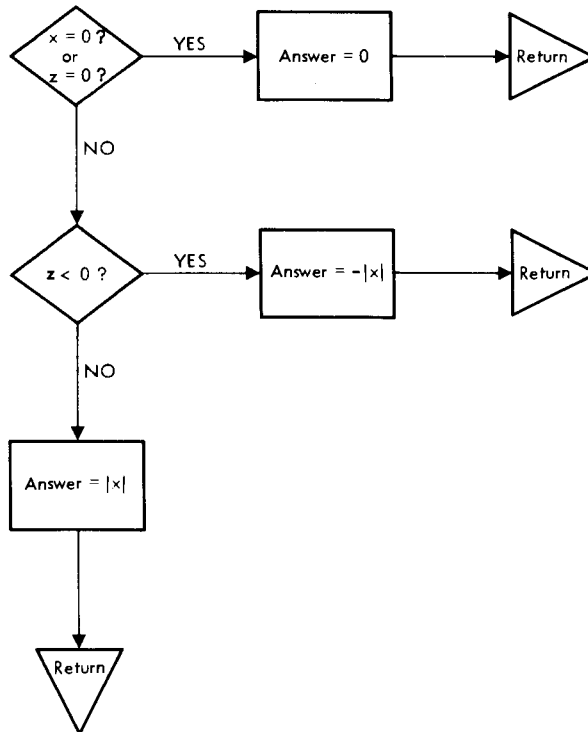 x = 0 ?
or
z = 0 ?
YES
Answer = 0
Return
NO
z < 0 ?
YES
Answer = -|x|
Return
NO
Answer = |x|
Return